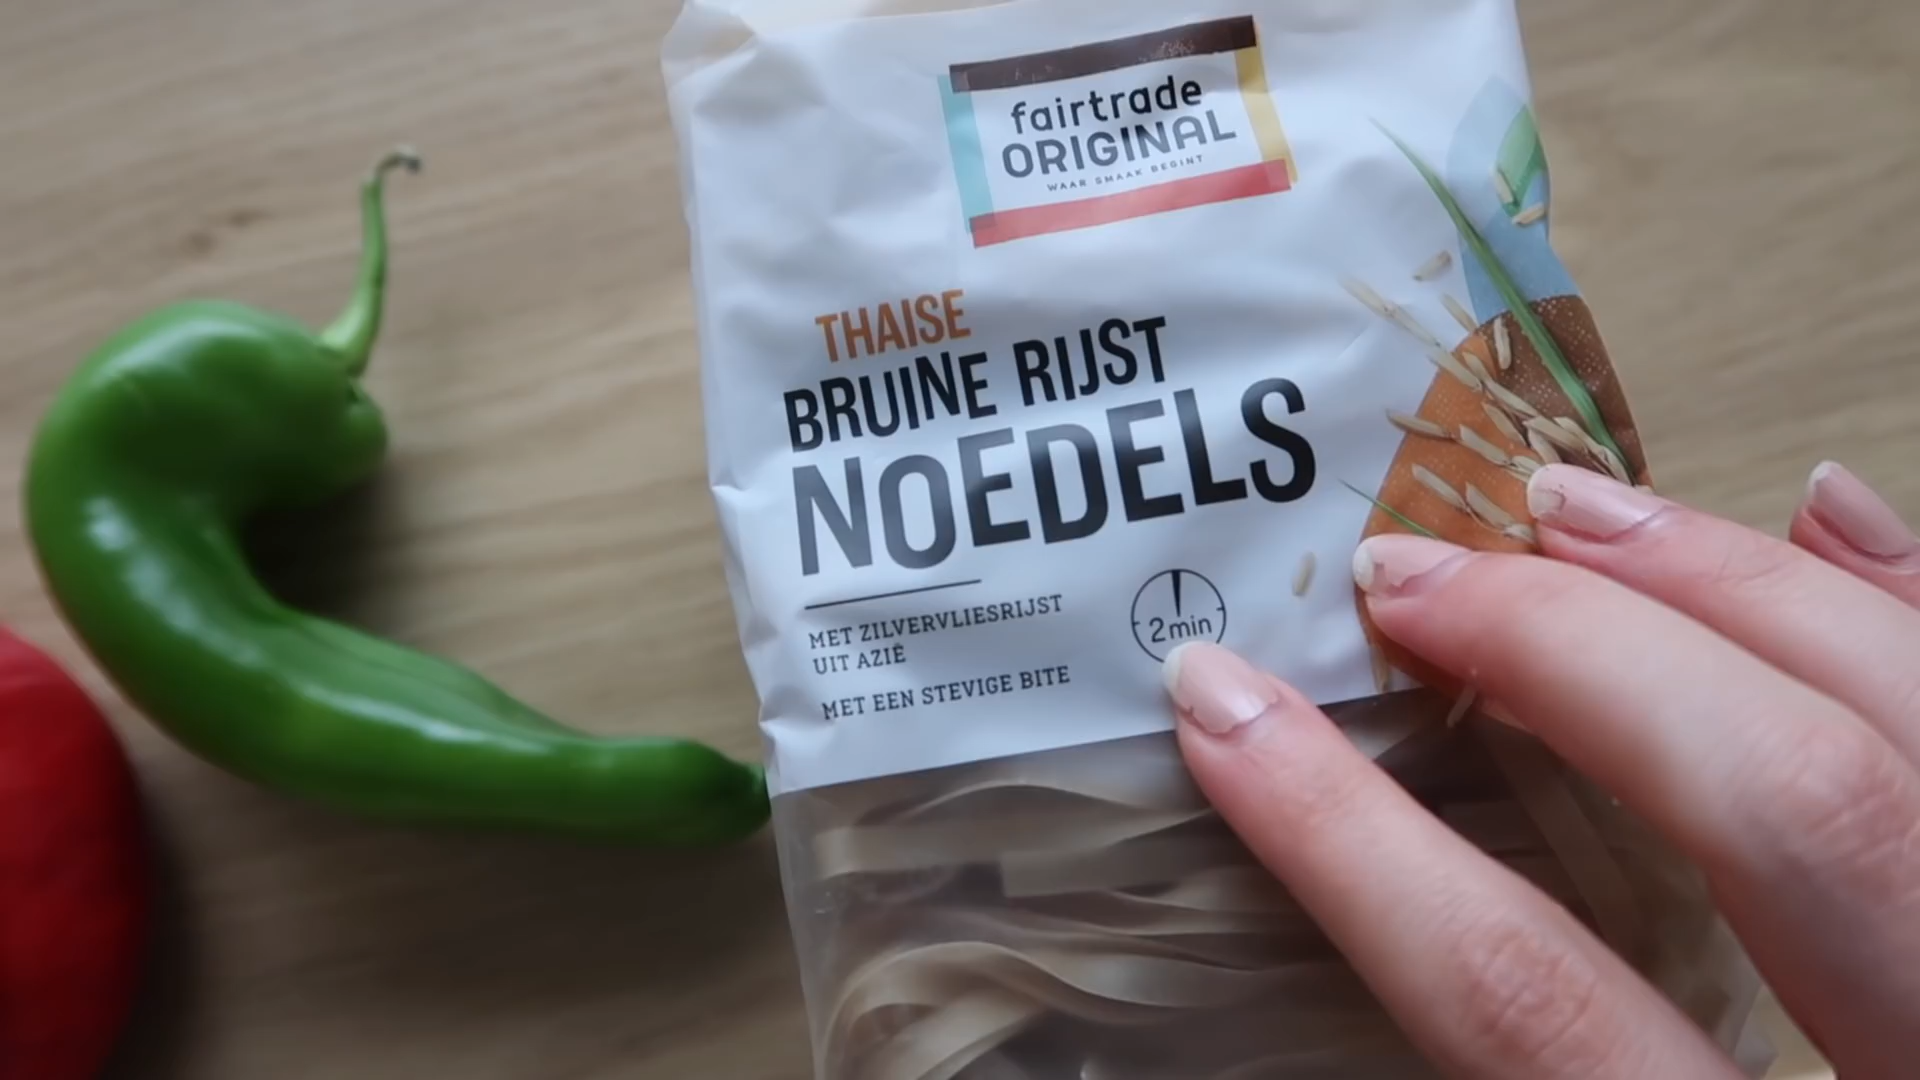 fairtrade
ORIGINAL
WAAR SMAAK BEGINT
THAISE
BRUINE RIJST
NOEDELS
MET ZILVERVLIESRIJST
UIT AZIË
2 min
MET EEN STEVIGE BITE